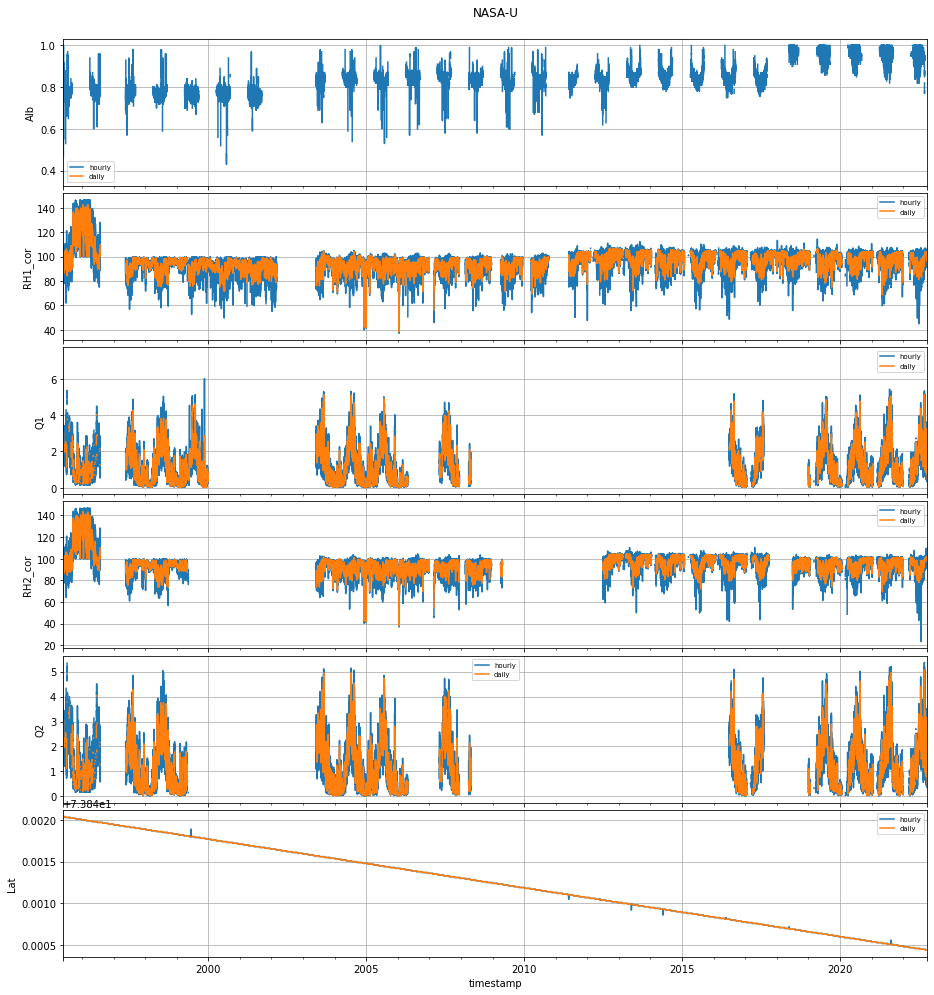 NASA-U
1.0
0.8
0.6
0.4
Alb
hourly
daily
140
120
100
80
60
40
RH1_cor
hourly
daily
6
4
2
0
Q1
hourly
daily
140
120
100
80
60
40
20
RH2_cor
hourly
daily
5
4
3
2
1
0
Q2
hourly
daily
+7.384e1
0.0020
0.0015
0.0010
0.0005
Lat
hourly
daily
2000
2005
2010
2015
2020
timestamp